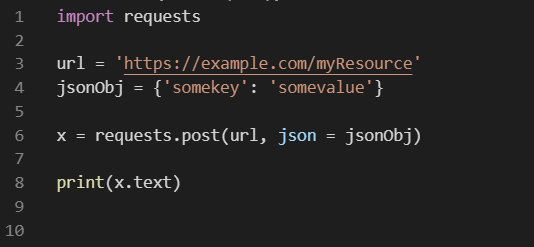 1 import requests
2
3 url = 'https://example.com/myResource'
4 jsonObj = {'somekey': 'somevalue'}
5
6 x = requests.post(url, json = jsonObj)
7
8 print(x.text)
9
10